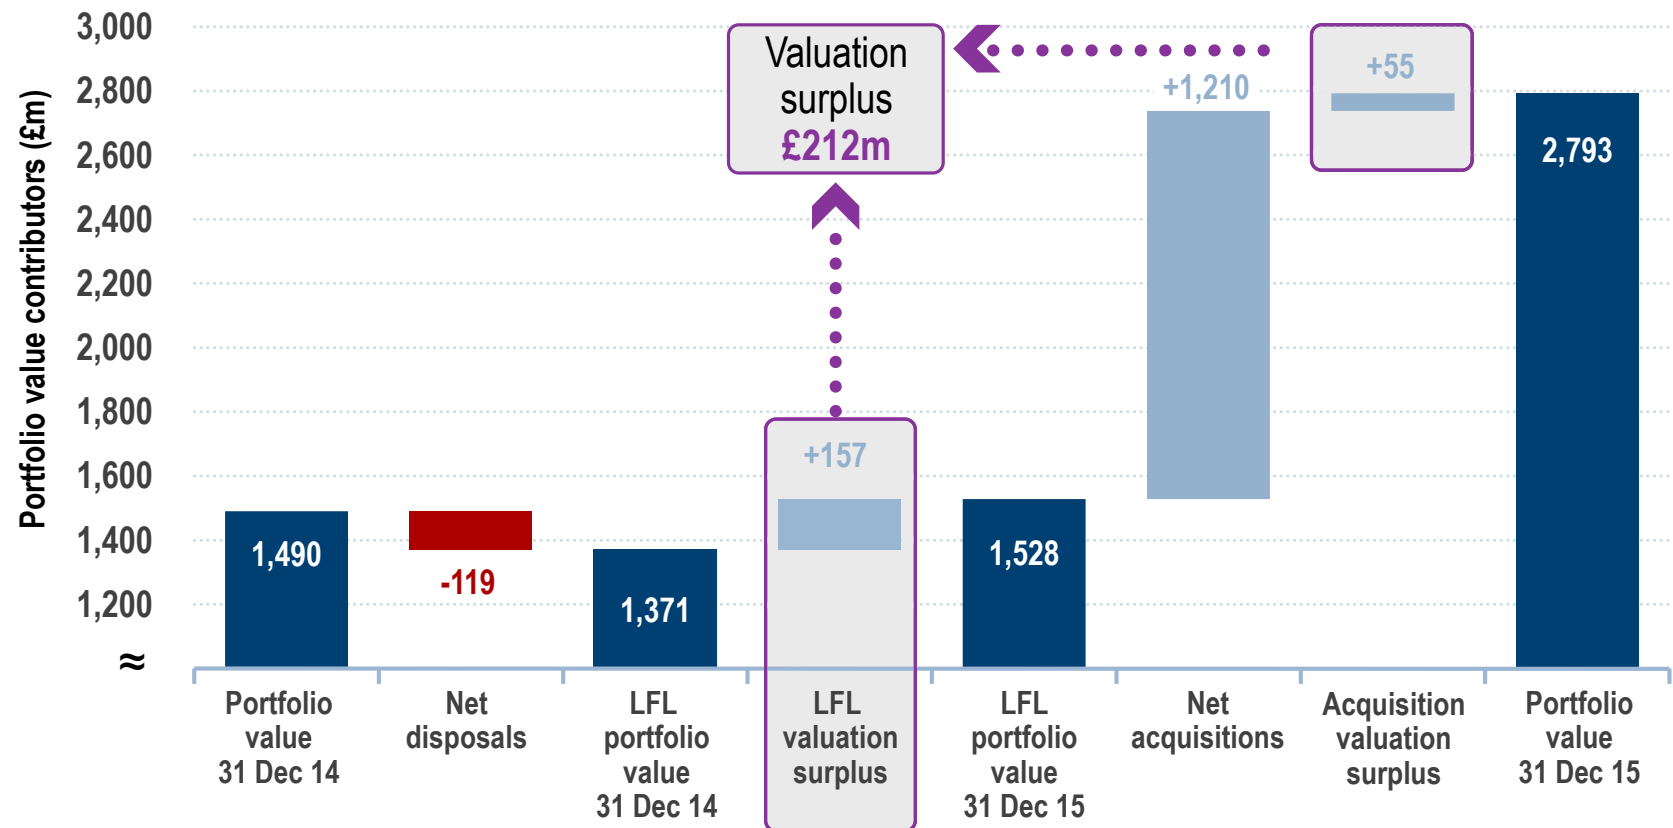 Portfolio value contributors (£m)
3,000
2,800
2,600
2,400
2,200
2,000
1,800
1,600
1,400
1,200
≈
Valuation
surplus
£212m
1,490
-119
1,371
+157
1,528
+1,210
+55
2,793
Portfolio
value
31 Dec 14
Net
disposals
LFL
portfolio
value
31 Dec 14
LFL
valuation
surplus
LFL
portfolio
value
31 Dec 15
Net
acquisitions
Acquisition
valuation
surplus
Portfolio
value
31 Dec 15